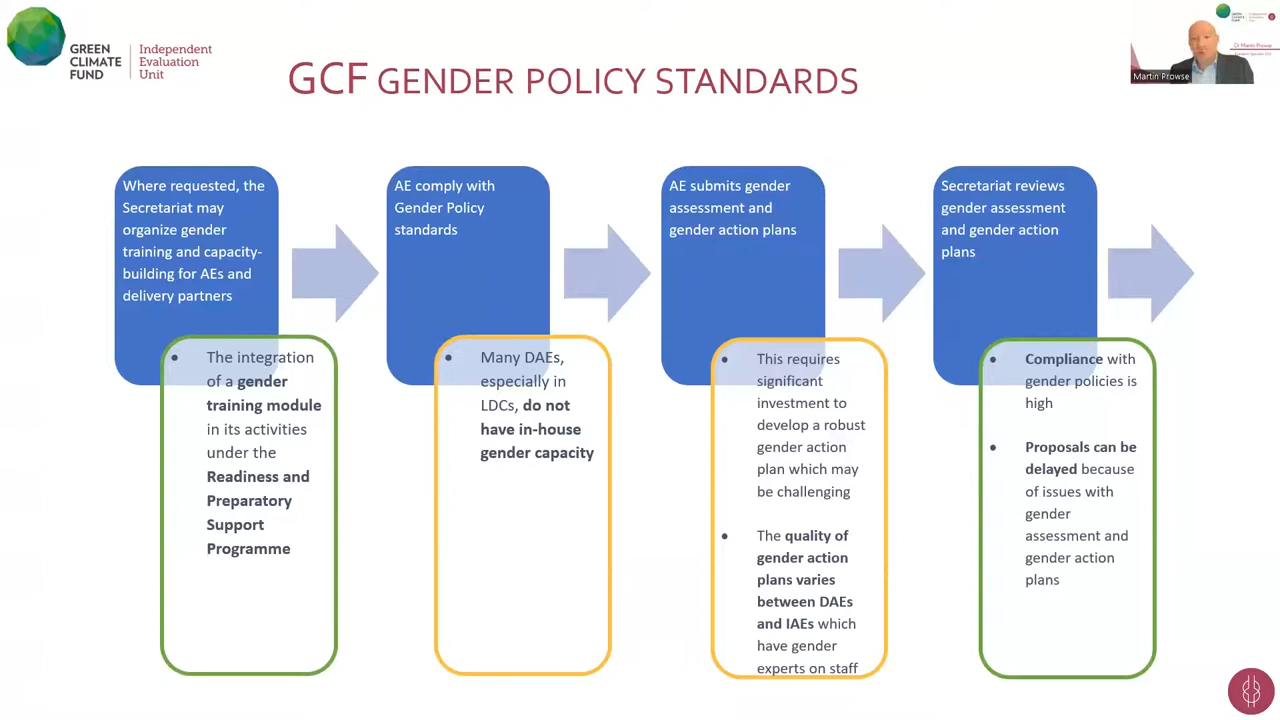 GREEN
CLIMATE
FUND
Independent
Evaluation
Unit
GCF GENDER POLICY STANDARDS
Martin Prowse
Dr Martin Prowse
Where requested, the
Secretariat may
organize gender
training and capacity-
building for AEs and
delivery partners
AE comply with
Gender Policy
standards
AE submits gender
assessment and
gender action plans
Secretariat reviews
gender assessment
and gender action
plans
• The integration
of a gender
training module
in its activities
under the
Readiness and
Preparatory
Support
Programme
• Many DAEs,
especially in
LDCs, do not
have in-house
gender capacity
• This requires
significant
investment to
develop a robust
gender action
plan which may
be challenging
• The quality of
gender action
plans varies
between DAEs
and IAEs which
have gender
experts on staff
• Compliance with
gender policies is
high
• Proposals can be
delayed because
of issues with
gender
assessment and
gender action
plans